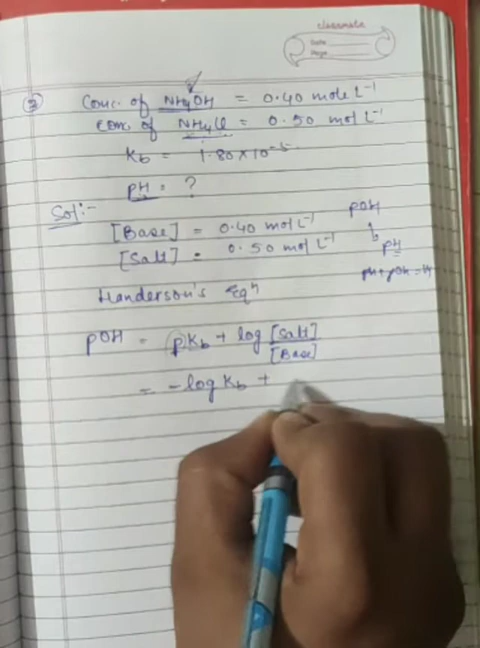 classmate
Date
Page
② Conc. of NH4OH = 0.40 mole L⁻¹
Conc. of NH4Cl = 0.50 mol L⁻¹
Kb = 1.80 × 10⁻⁵
pH = ?
Sol:-
[Base] = 0.40 mol L⁻¹
[Salt] = 0.50 mol L⁻¹
pOH
pH
pH + pOH = 14
Handerson's Eqⁿ
pOH = pKb + log [Salt]/[Base]
= -log Kb +